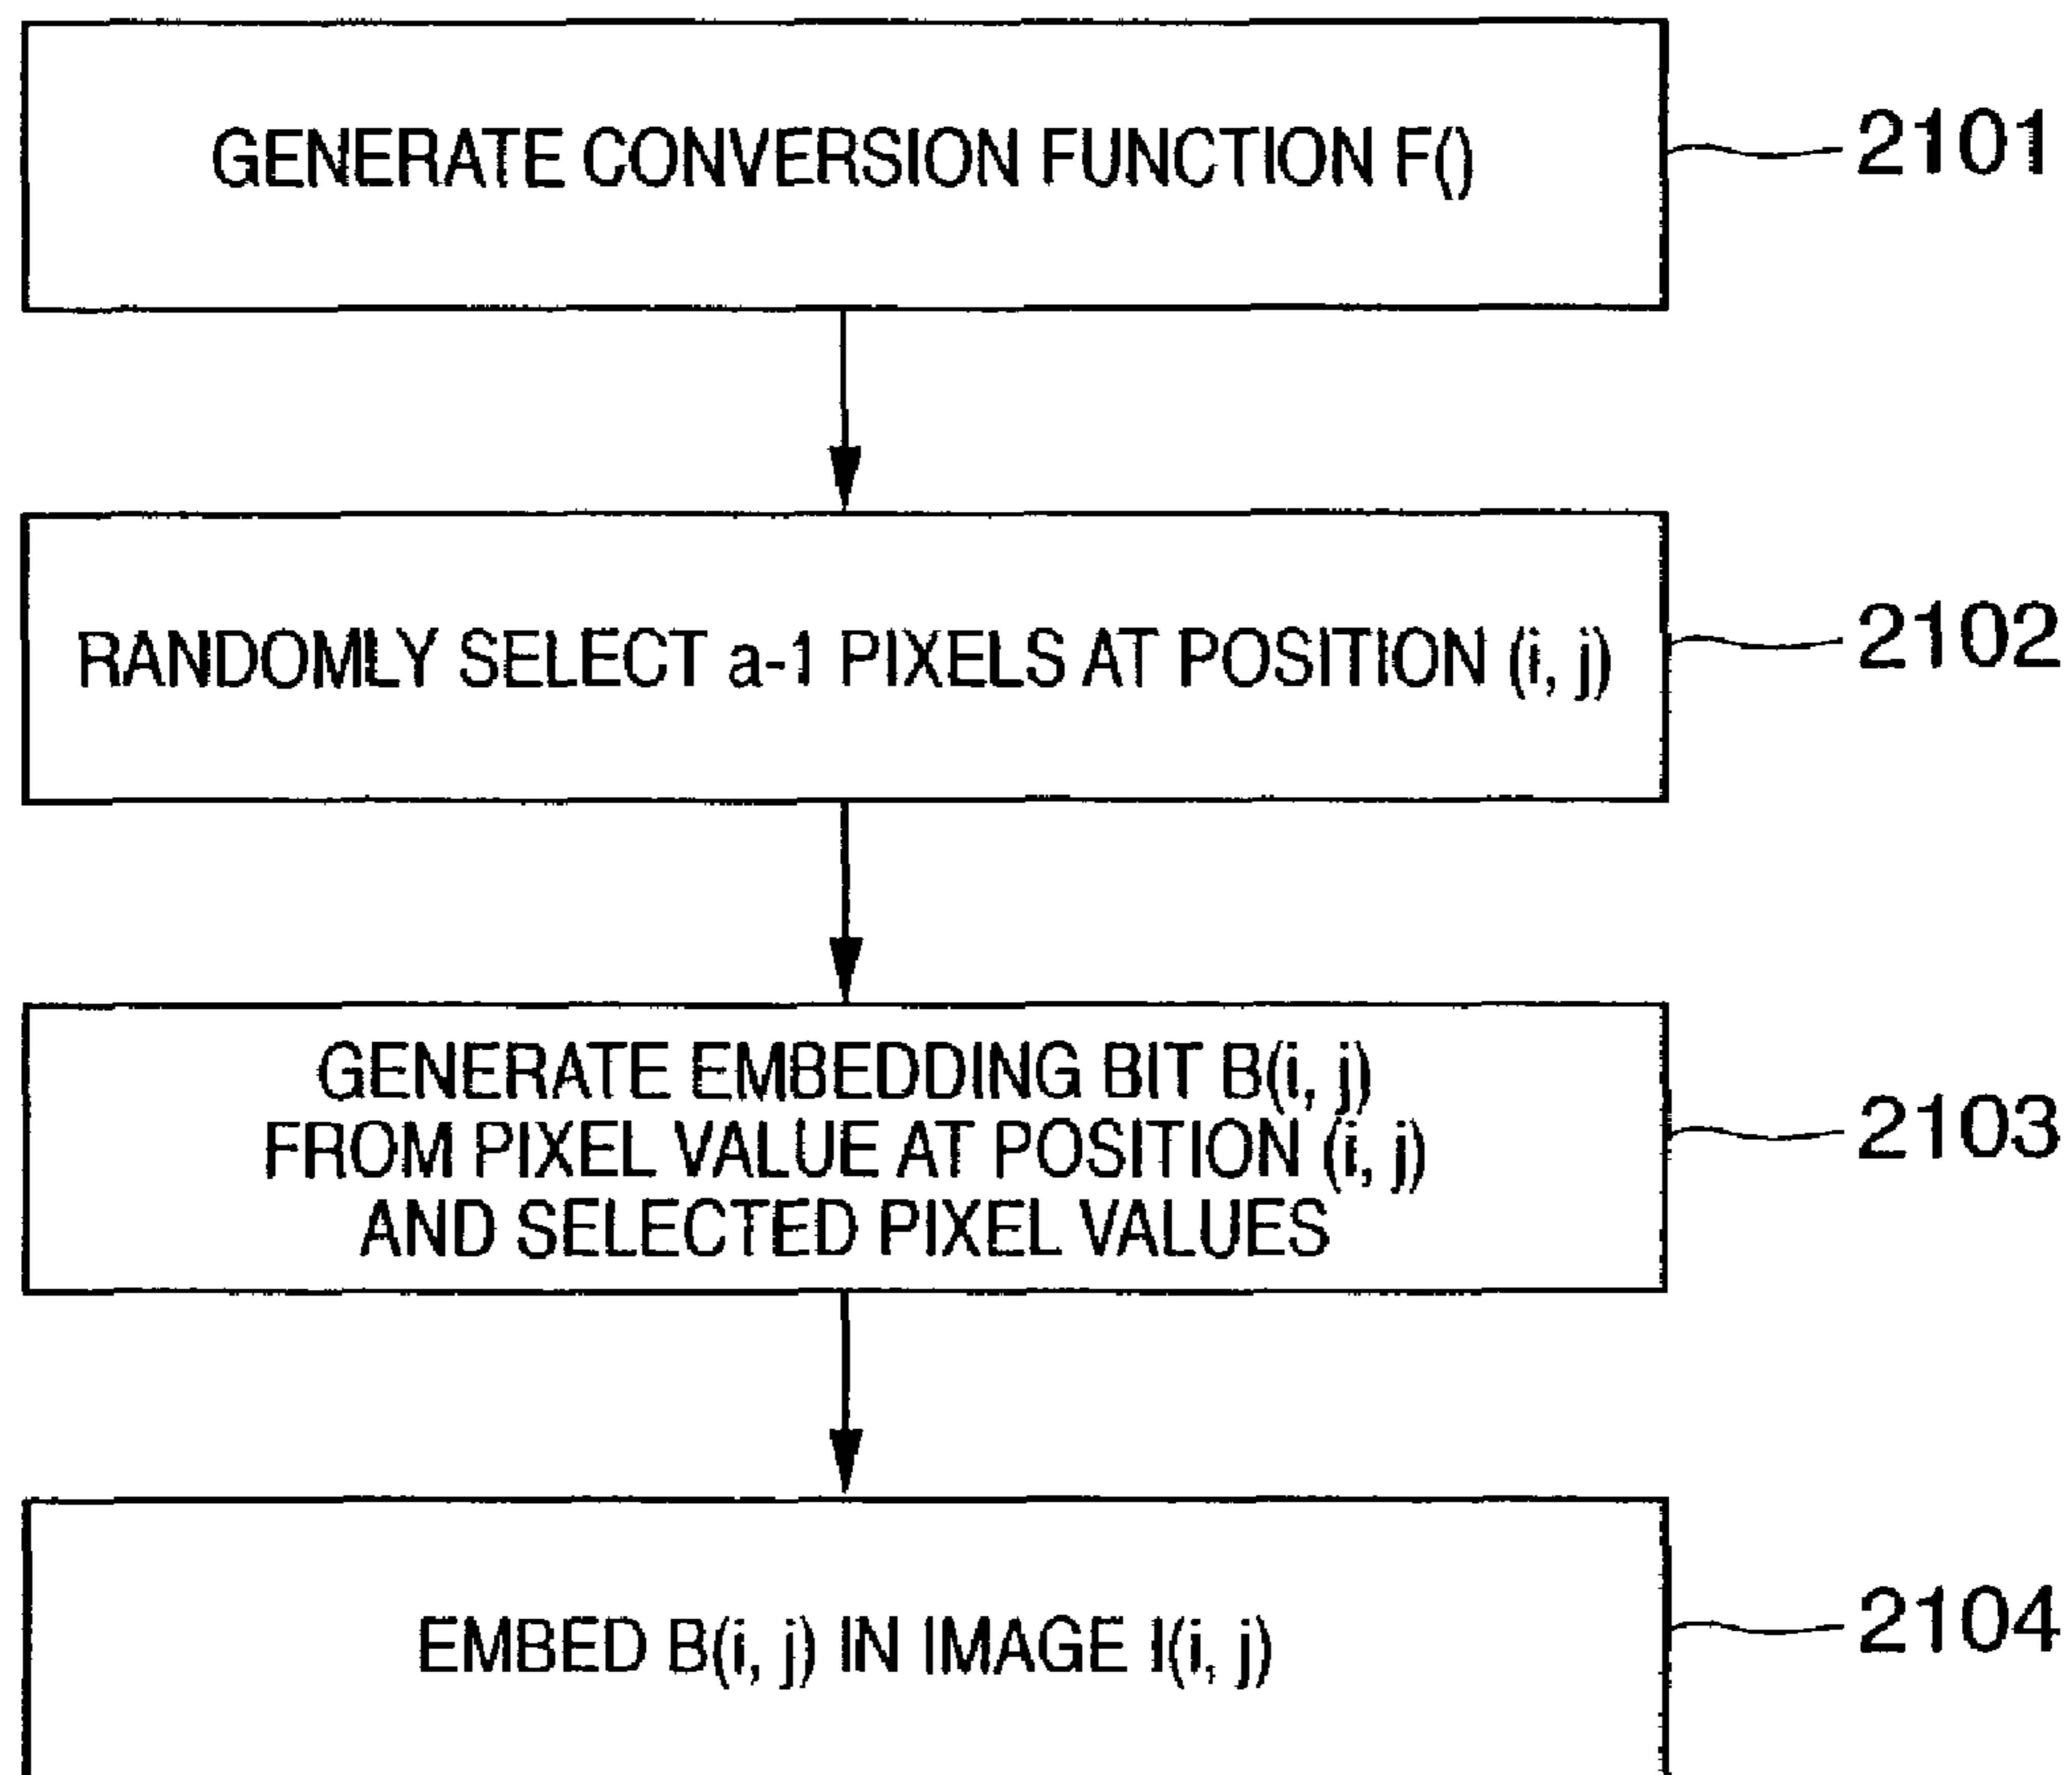 GENERATE CONVERSION FUNCTION F()
2101
RANDOMLY SELECT a-1 PIXELS AT POSITION (i, j)
2102
GENERATE EMBEDDING BIT B(i, j)
FROM PIXEL VALUE AT POSITION (i, j)
AND SELECTED PIXEL VALUES
2103
EMBED B(i, j) IN IMAGE I(i, j)
2104